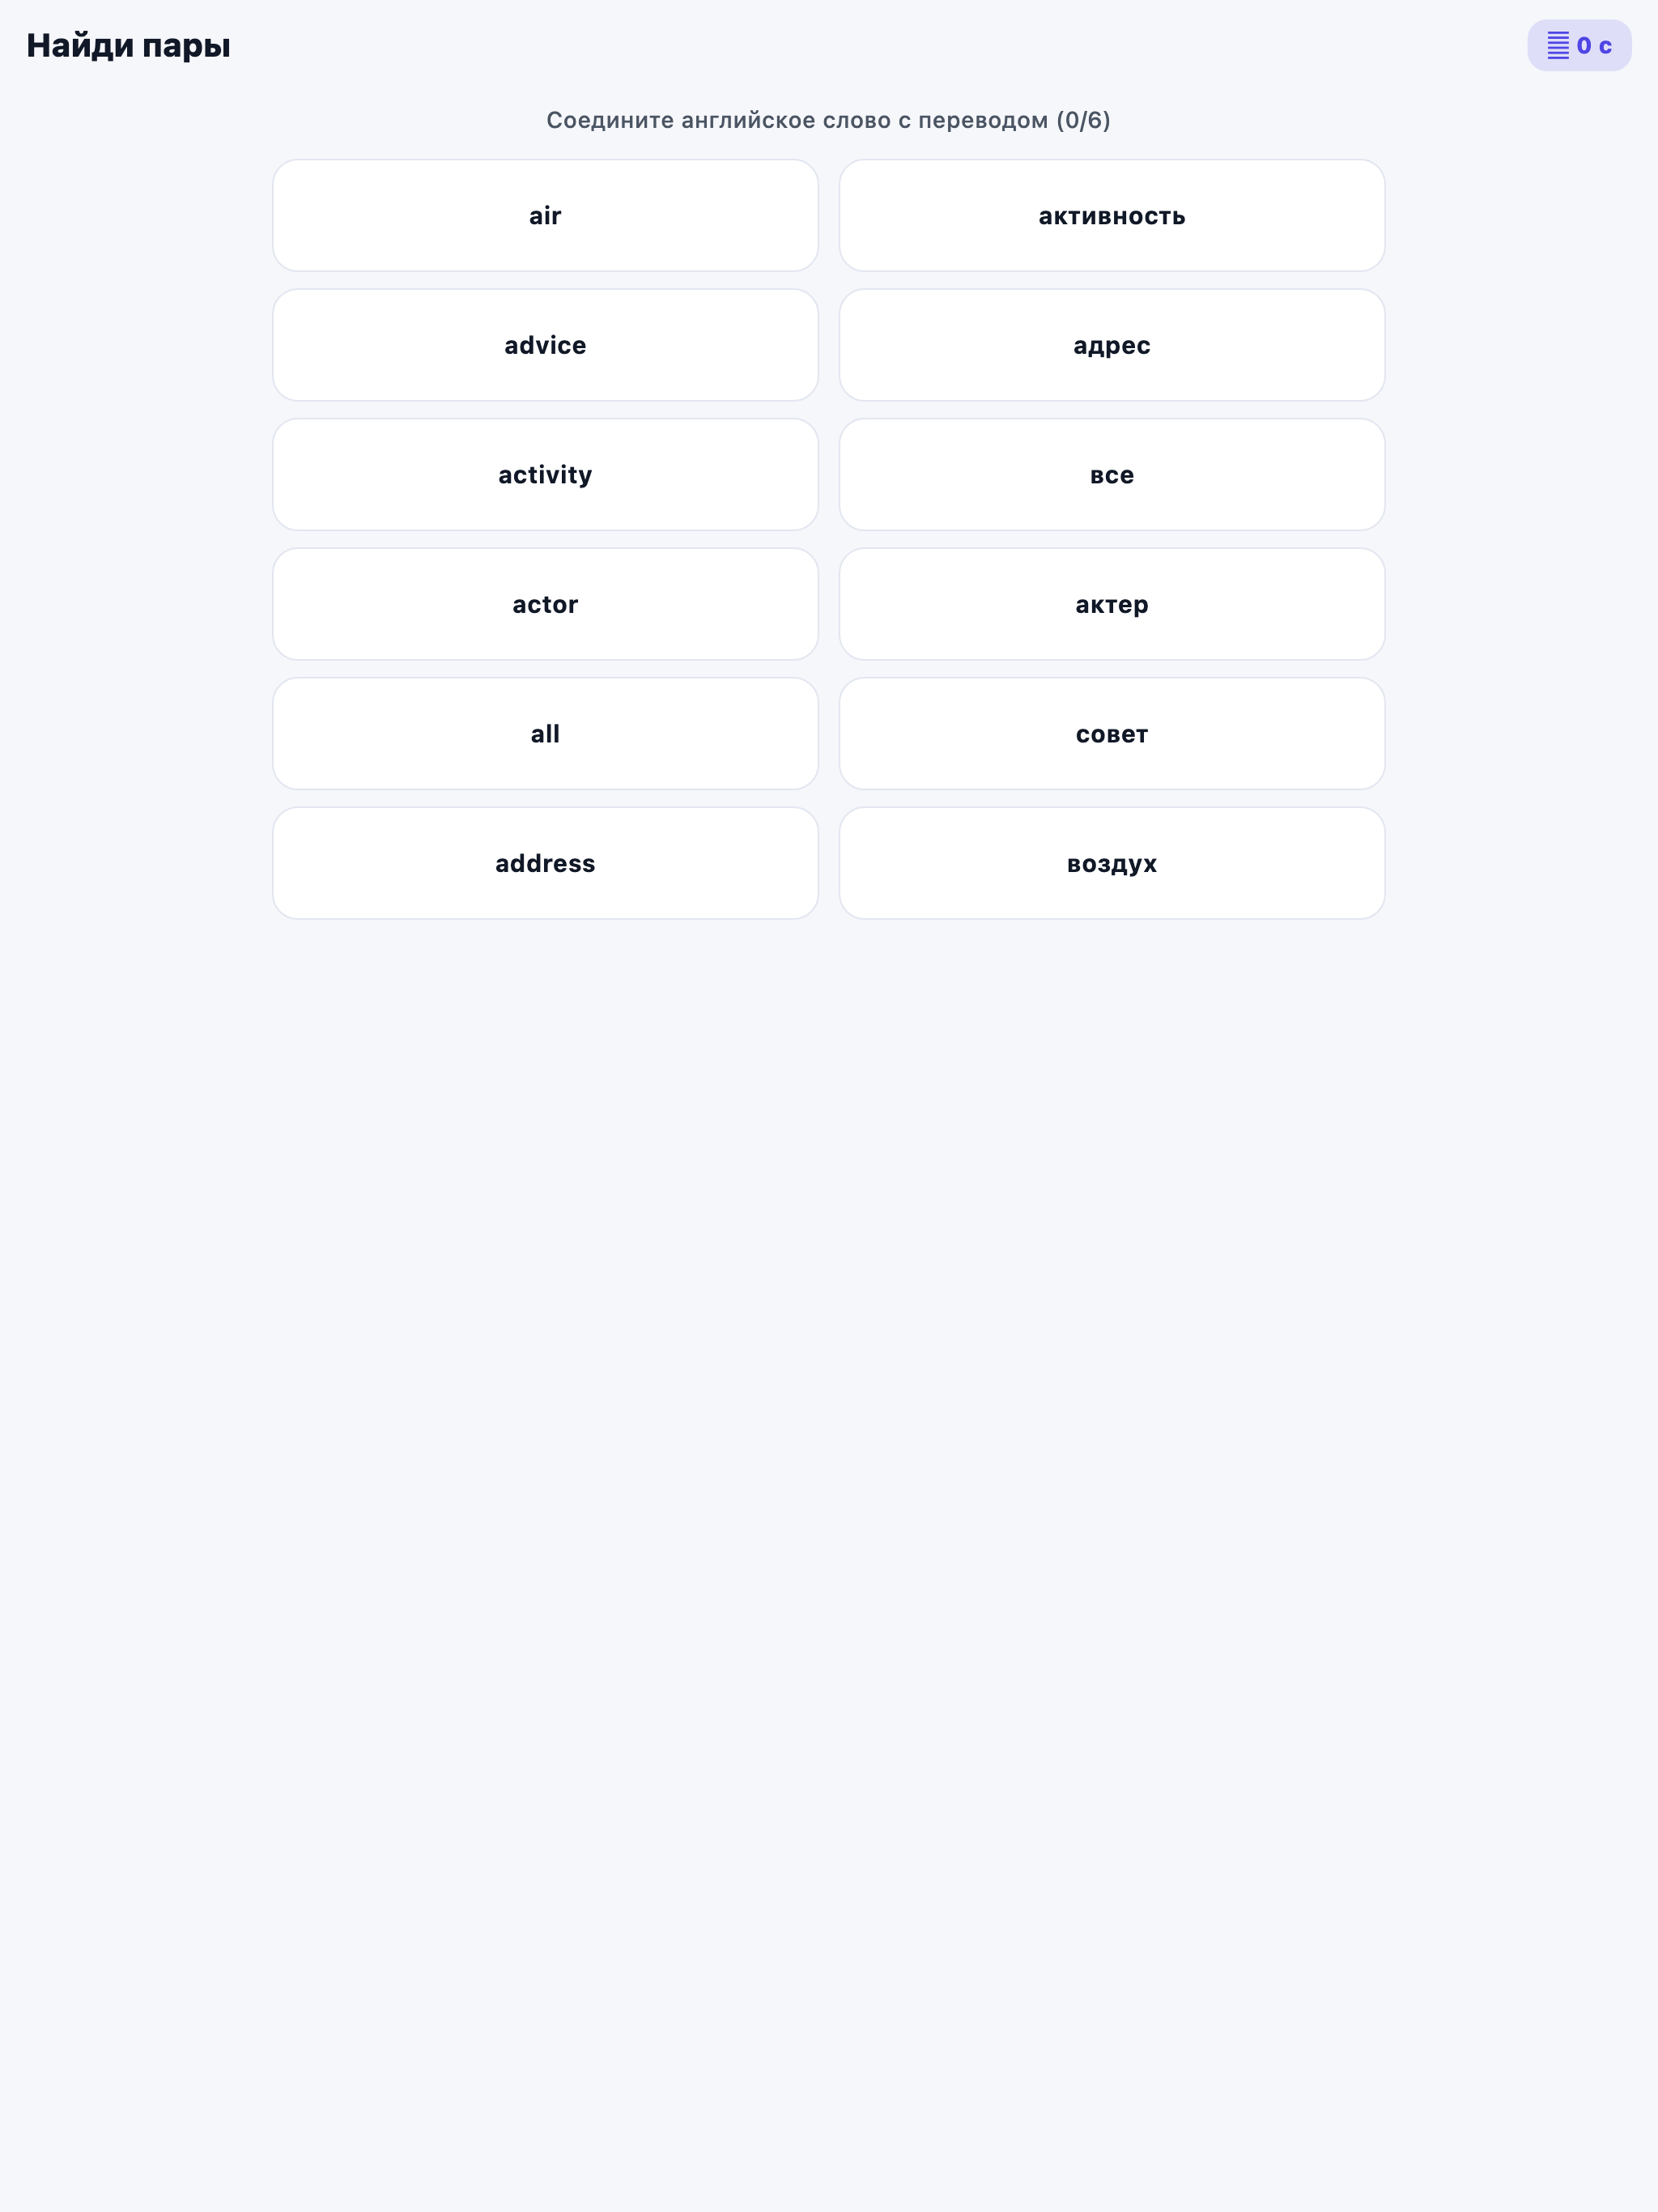 Найди пары
0 с
Соедините английское слово с переводом (0/6)
air
активность
advice
адрес
activity
все
actor
актер
all
совет
address
воздух